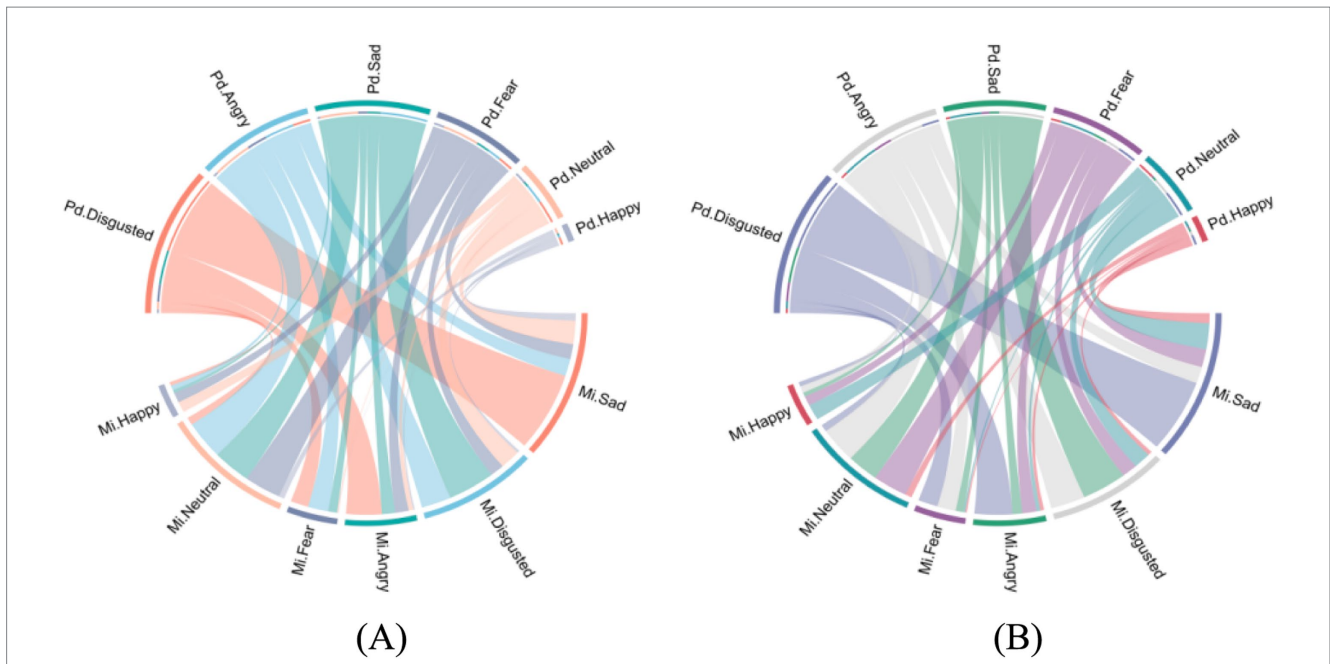 Pd.Disgusted
Pd.Angry
Pd.Sad
Pd.Fear
Pd.Neutral
Pd.Happy
Mi.Sad
Mi.Disgusted
Mi.Angry
Mi.Fear
Mi.Neutral
Mi.Happy
(A)
Pd.Disgusted
Pd.Angry
Pd.Sad
Pd.Fear
Pd.Neutral
Pd.Happy
Mi.Sad
Mi.Disgusted
Mi.Angry
Mi.Fear
Mi.Neutral
Mi.Happy
(B)